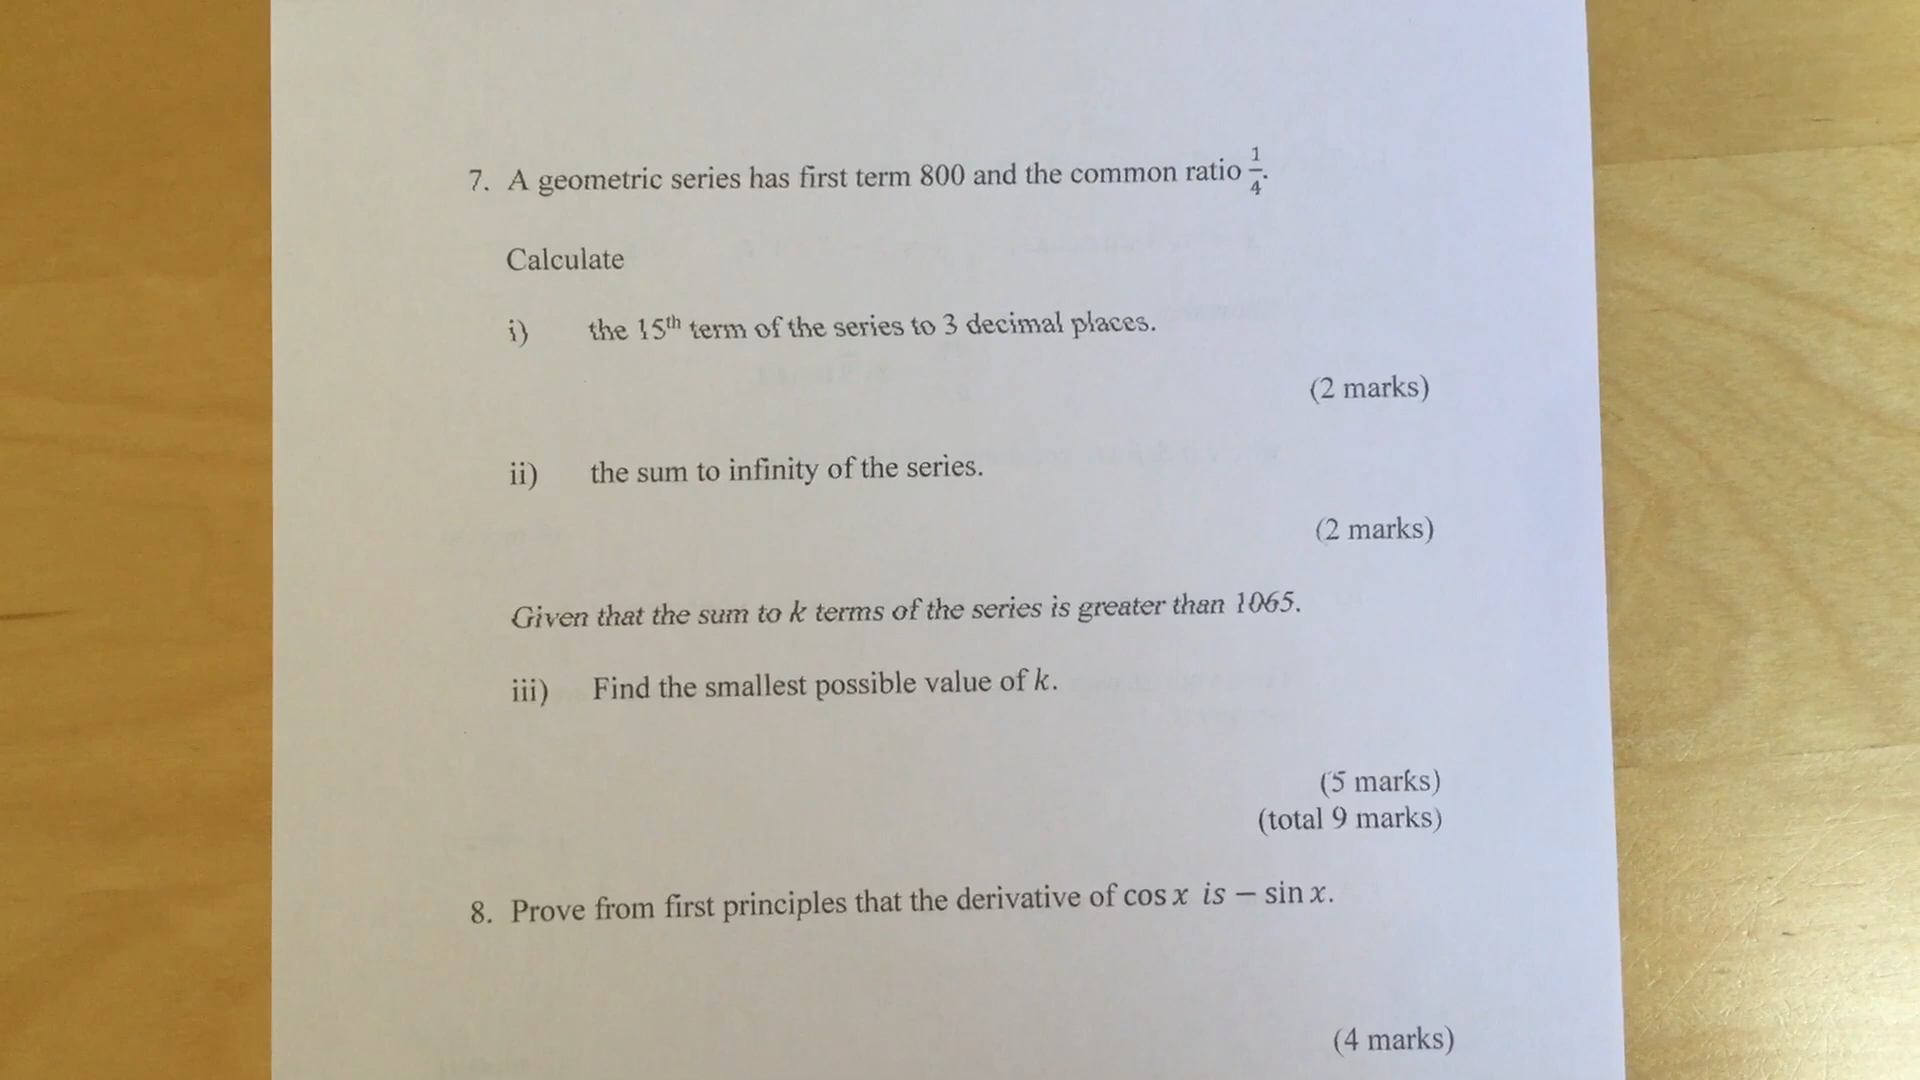 7. A geometric series has first term 800 and the common ratio 1/4.
Calculate
i) the 15th term of the series to 3 decimal places.
(2 marks)
ii) the sum to infinity of the series.
(2 marks)
Given that the sum to k terms of the series is greater than 1065.
iii) Find the smallest possible value of k.
(5 marks)
(total 9 marks)
8. Prove from first principles that the derivative of cos x is − sin x.
(4 marks)